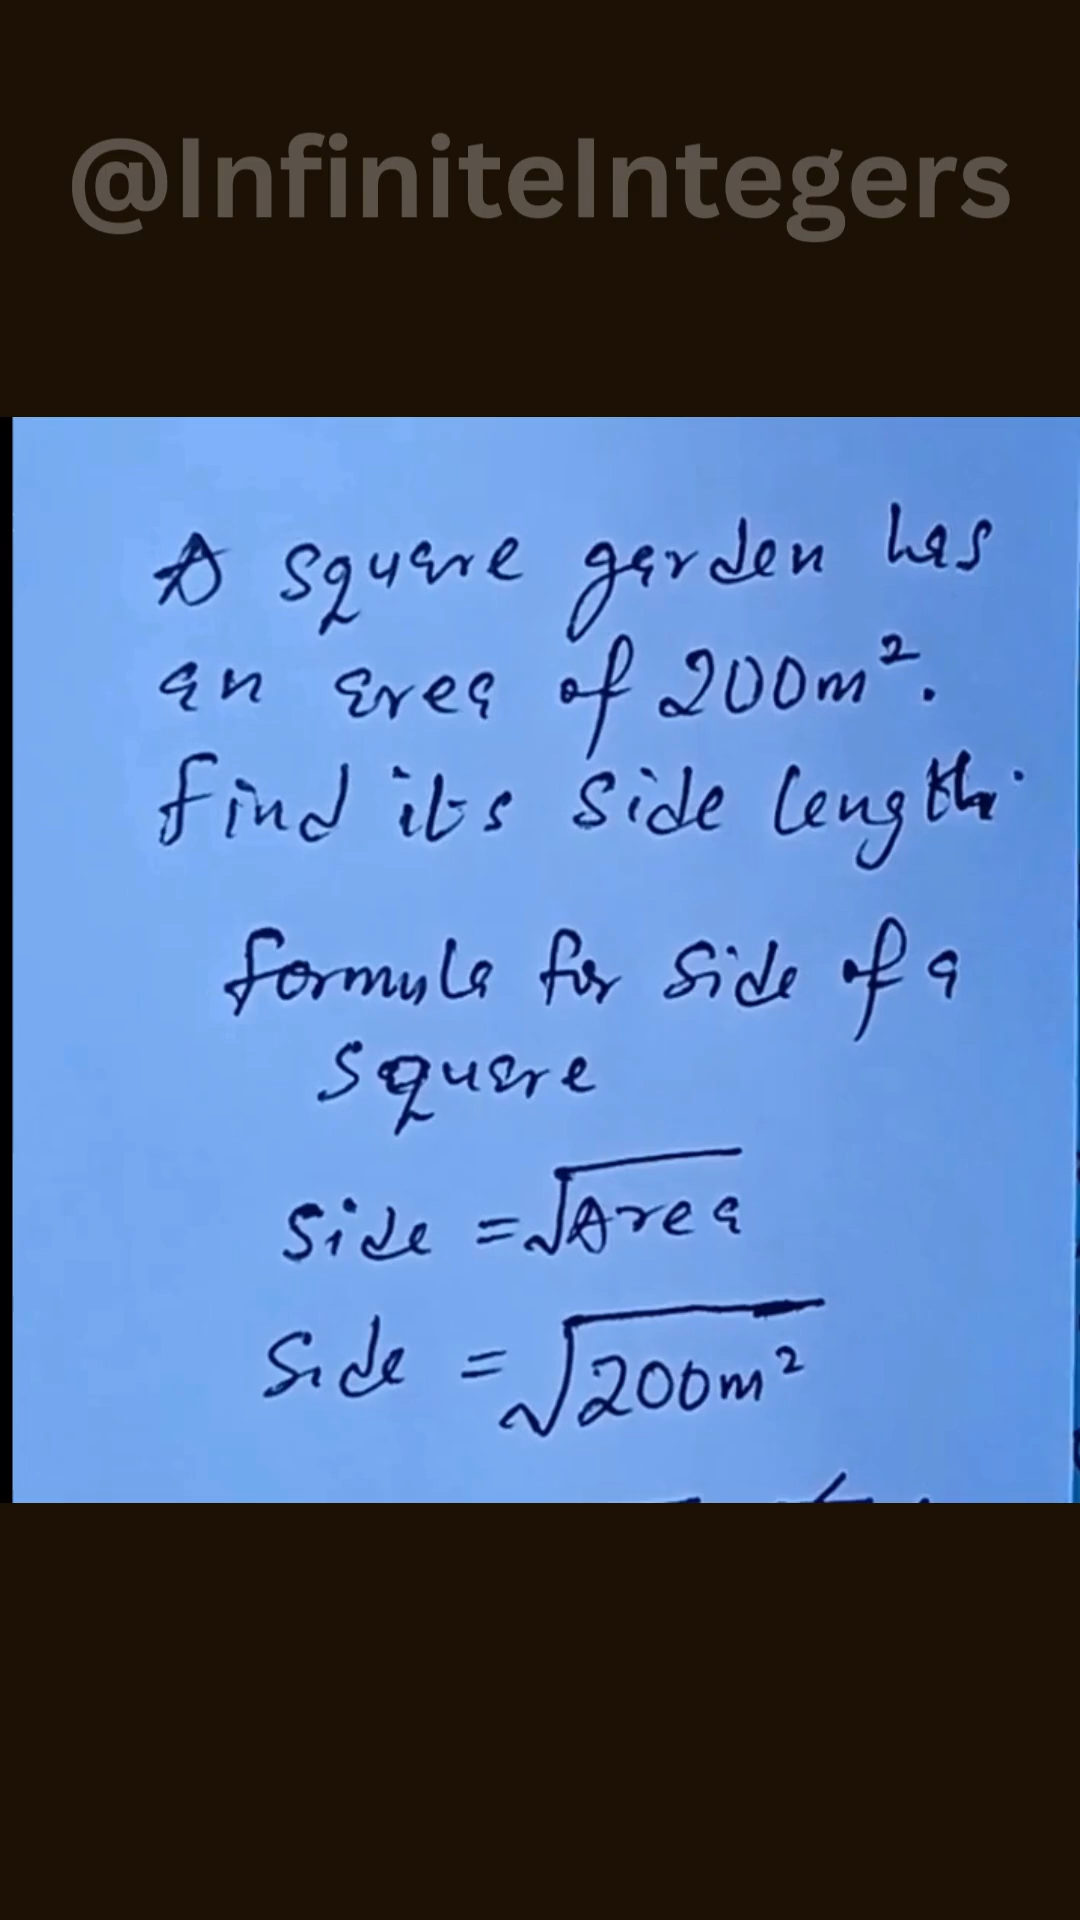 @InfiniteIntegers
A square garden has
an area of 200m².
find its side length.
formula for side of a
square
side = √Area
Side = √200m²